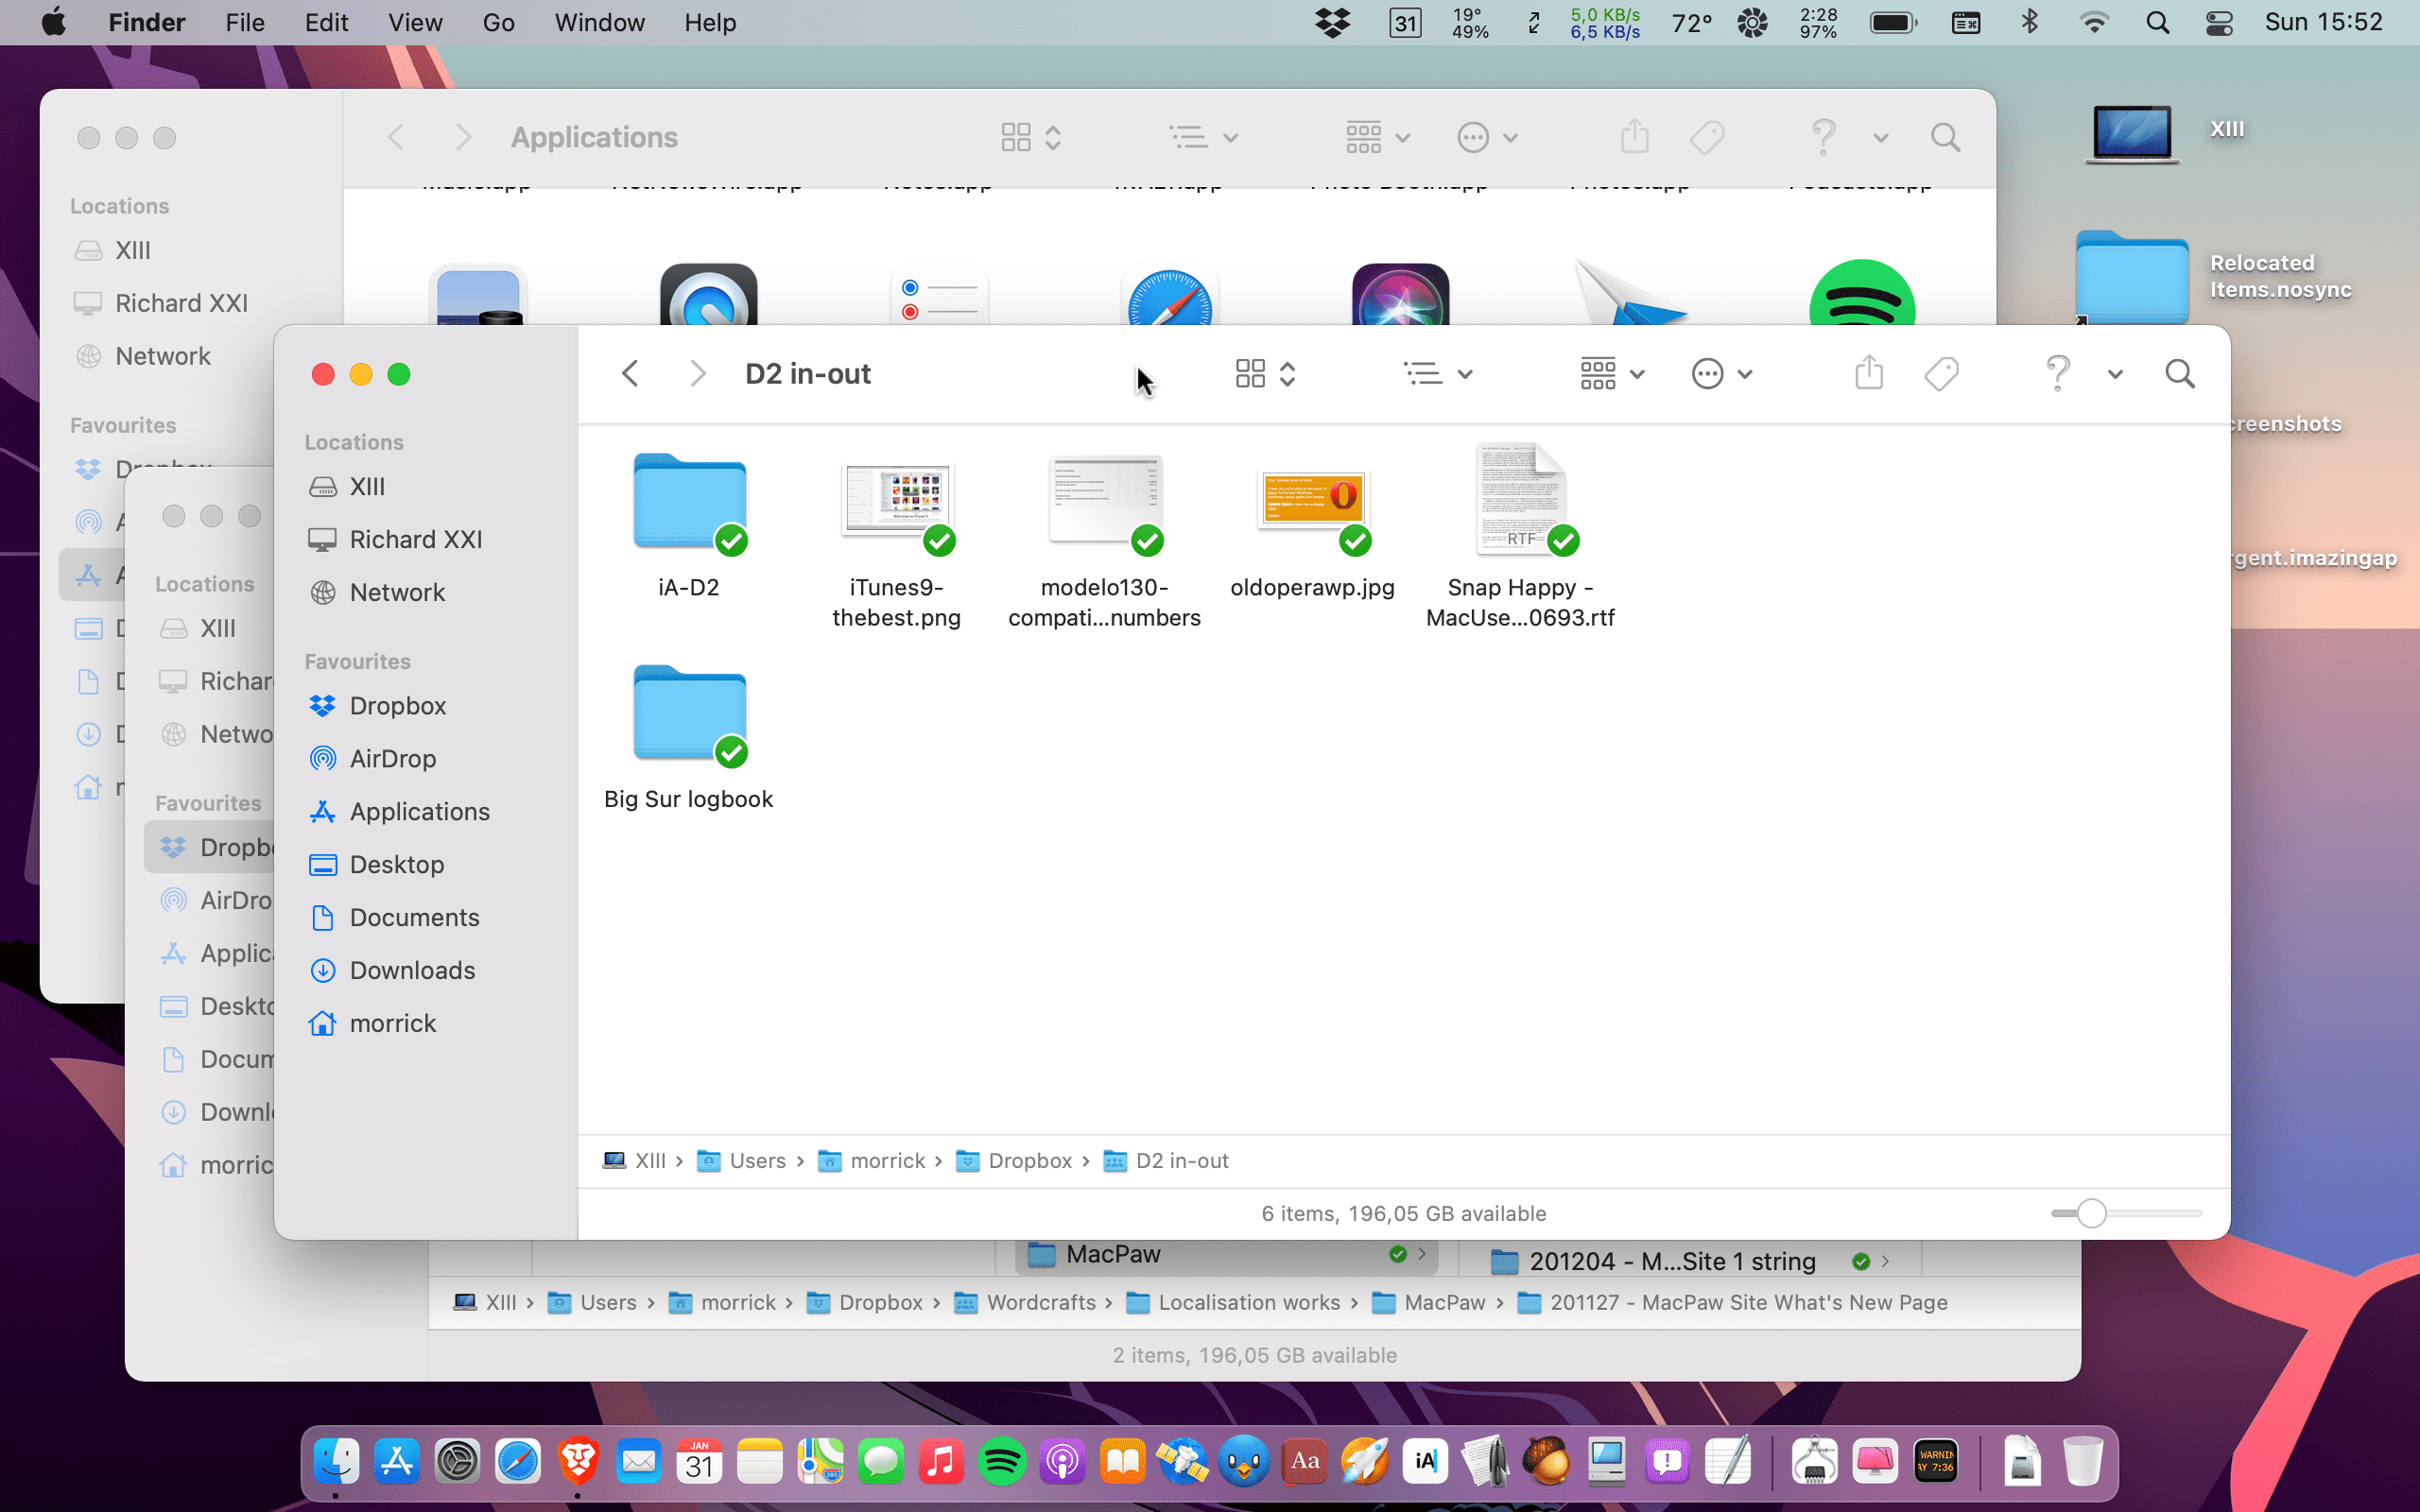 Finder File Edit View Go Window Help
31 19° 49% 5,0 KB/s 6,5 KB/s 72° 2:28 97% Sun 15:52
Applications
Locations
XIII
Richard XXI
Network
Favourites
XIII
Relocated
Items.nosync
creenshots
rgent.imazingap
D2 in-out
Locations
XIII
Richard XXI
Network
Favourites
Dropbox
AirDrop
Applications
Desktop
Documents
Downloads
morrick
iA-D2
iTunes9-
thebest.png
modelo130-
compati...numbers
oldoperawp.jpg
RTF
Snap Happy -
MacUse...0693.rtf
Big Sur logbook
XIII › Users › morrick › Dropbox › D2 in-out
6 items, 196,05 GB available
Locations
XIII
Richar
Netwo
Favourites
Dropb
AirDro
Applic
Deskto
Docum
Downl
morric
MacPaw
201204 - M...Site 1 string
XIII › Users › morrick › Dropbox › Wordcrafts › Localisation works › MacPaw › 201127 - MacPaw Site What's New Page
2 items, 196,05 GB available
JAN
31
Aa
iA
WARNIN
AY 7:36